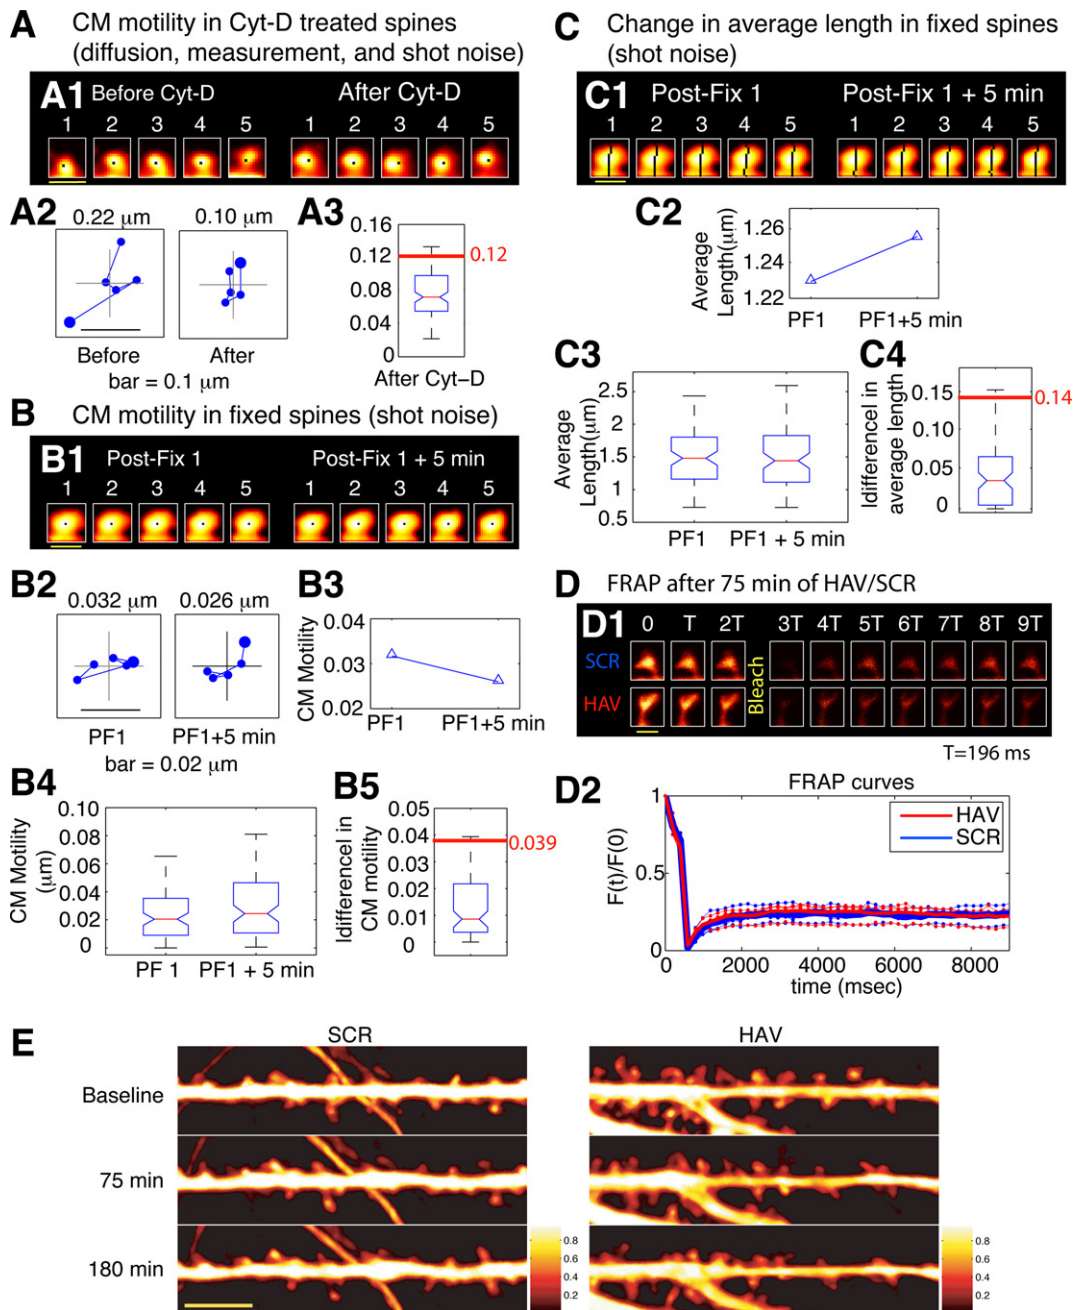 A CM motility in Cyt-D treated spines
(diffusion, measurement, and shot noise)
A1 Before Cyt-D After Cyt-D
1 2 3 4 5 1 2 3 4 5
A2 0.22 μm 0.10 μm
Before After
bar = 0.1 μm
A3
0.16
0.12
0.08
0.04
0
0.12
After Cyt-D
B CM motility in fixed spines (shot noise)
B1 Post-Fix 1 Post-Fix 1 + 5 min
1 2 3 4 5 1 2 3 4 5
B2 0.032 μm 0.026 μm
PF1 PF1+5 min
bar = 0.02 μm
B3
CM Motility
0.04
0.03
0.02
PF1 PF1+5 min
B4
CM Motility
(μm)
0.10
0.08
0.06
0.04
0.02
0
PF 1 PF1 + 5 min
B5
Idifferencel in
CM motility
0.05
0.04
0.03
0.02
0.01
0
0.039
C Change in average length in fixed spines
(shot noise)
C1 Post-Fix 1 Post-Fix 1 + 5 min
1 2 3 4 5 1 2 3 4 5
C2
Average
Length(μm)
1.26
1.24
1.22
PF1 PF1+5 min
C3
Average
Length(μm)
2.5
2
1.5
1
0.5
PF1 PF1 + 5 min
C4
Idifferencel in
average length
0.15
0.10
0.05
0
0.14
D FRAP after 75 min of HAV/SCR
D1 0 T 2T 3T 4T 5T 6T 7T 8T 9T
SCR
HAV
Bleach
T=196 ms
D2 FRAP curves
F(t)/F(0)
1
0.5
0
HAV
SCR
0 2000 4000 6000 8000
time (msec)
E SCR HAV
Baseline
75 min
180 min
0.8
0.6
0.4
0.2
0.8
0.6
0.4
0.2